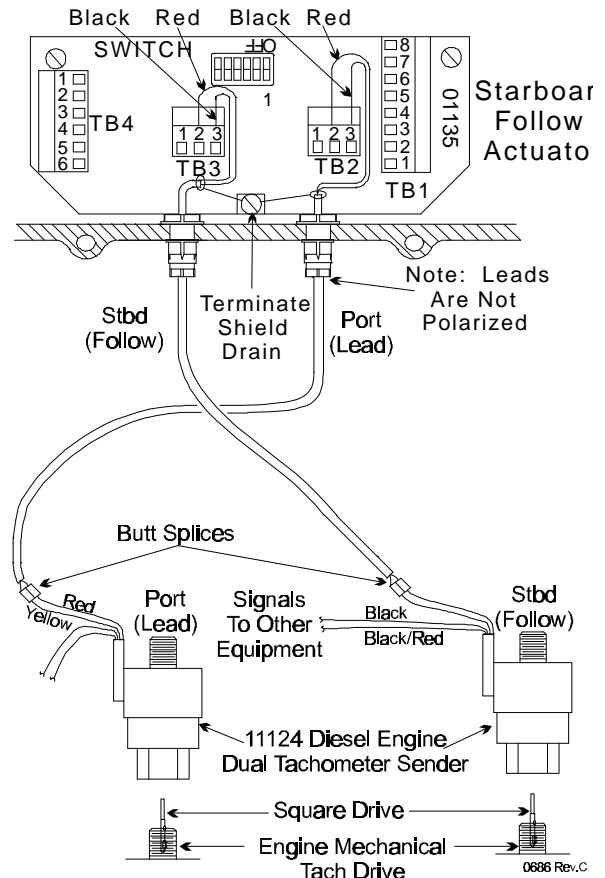 Black Red
Black Red
SWITCH
OFF
1
1
2
3
4
5
6
TB4
1 2 3
TB3
1 2 3
TB2
8
7
6
5
4
3
2
1
TB1
01135
Starboar
Follow
Actuato
Stbd
(Follow)
Terminate
Shield
Drain
Port
(Lead)
Note: Leads
Are Not
Polarized
Butt Splices
Red
Yellow
Port
(Lead)
Signals
To Other
Equipment
Black
Black/Red
Stbd
(Follow)
11124 Diesel Engine
Dual Tachometer Sender
Square Drive
Engine Mechanical
Tach Drive
0686 Rev.C